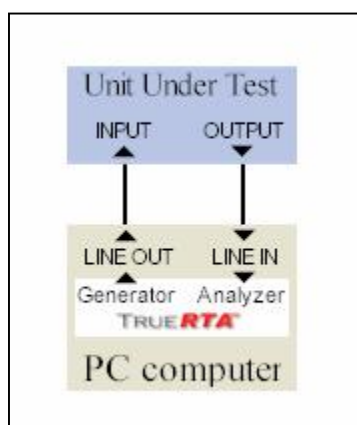 Unit Under Test
INPUT OUTPUT
LINE OUT LINE IN
Generator Analyzer
TRUERTA
PC computer